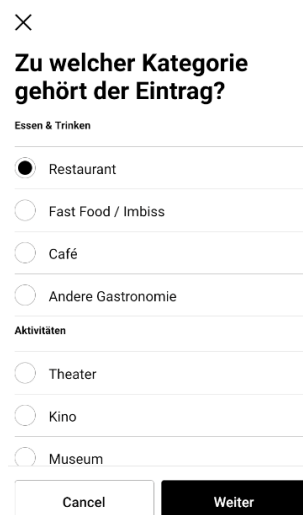 Zu welcher Kategorie
gehört der Eintrag?
Essen & Trinken
Restaurant
Fast Food / Imbiss
Café
Andere Gastronomie
Aktivitäten
Theater
Kino
Museum
Cancel
Weiter